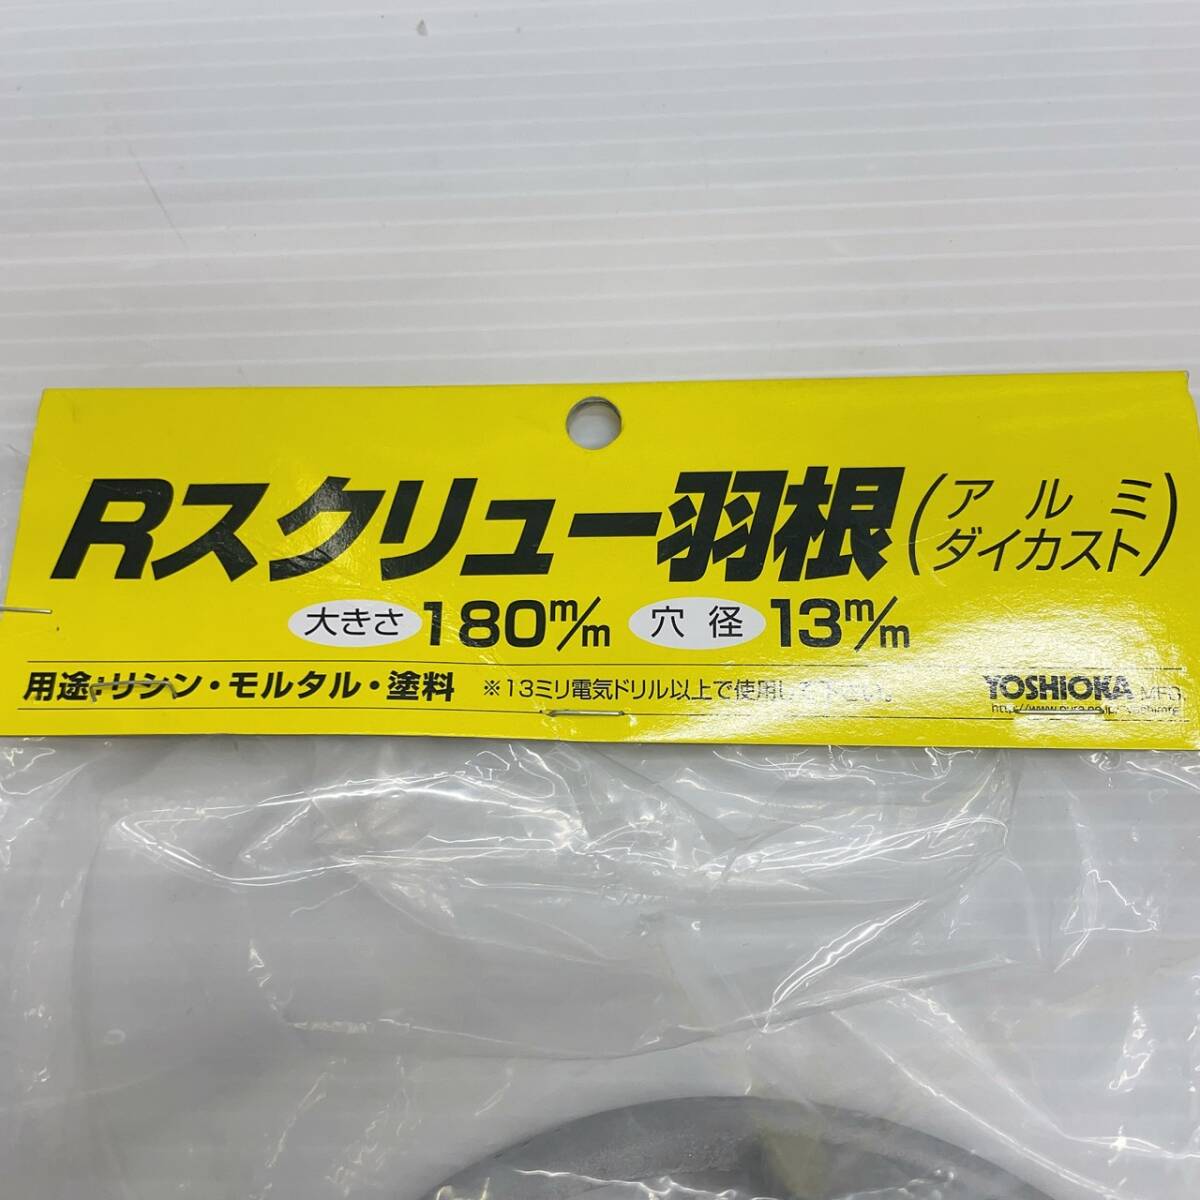 Rスクリュー羽根(アルミダイカスト)
大きさ 180m/m 穴径 13m/m
用途・リシン・モルタル・塗料 ※13ミリ電気ドリル以上で使用して下さい。
YOSHIOKA MFG.